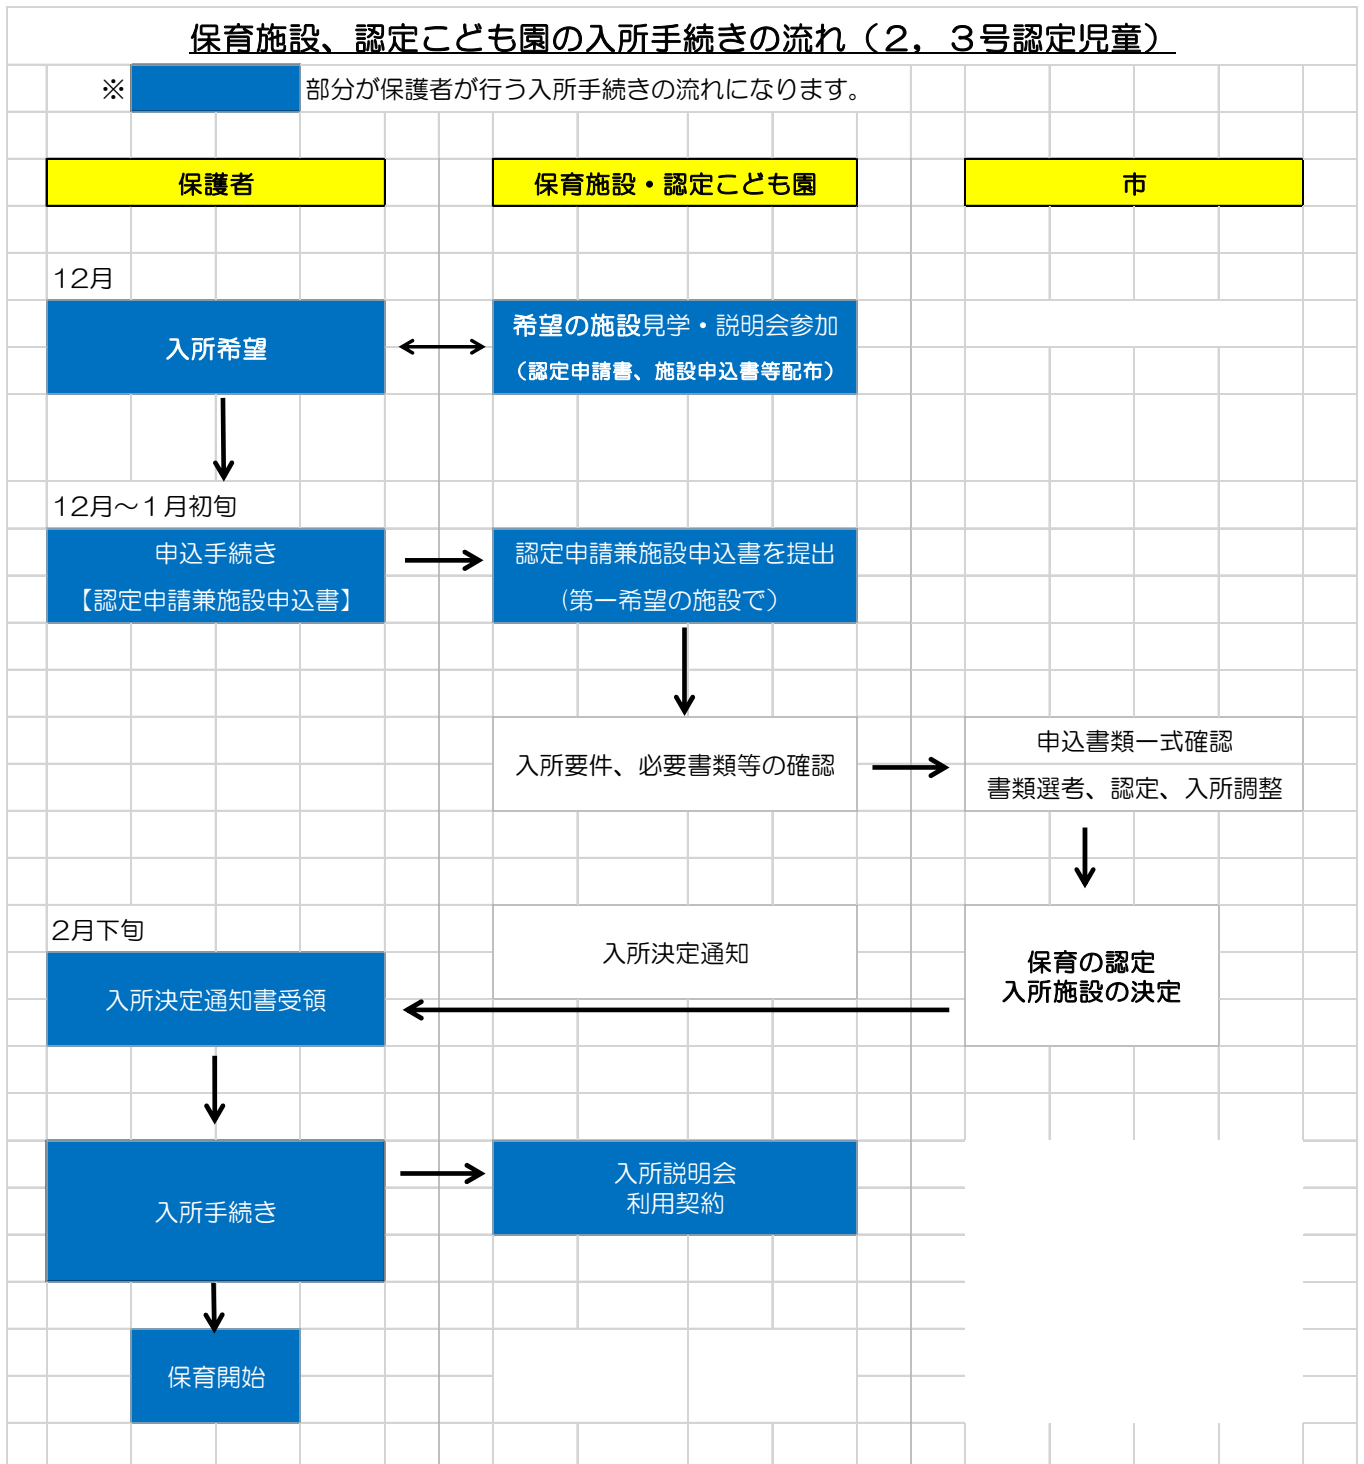 保育施設、認定こども園の入所手続きの流れ（２，３号認定児童）
※ 部分が保護者が行う入所手続きの流れになります。
保護者 保育施設・認定こども園 市
12月
入所希望
希望の施設見学・説明会参加
（認定申請書、施設申込書等配布）
12月～１月初旬
申込手続き
【認定申請兼施設申込書】
認定申請兼施設申込書を提出
(第一希望の施設で）
入所要件、必要書類等の確認
申込書類一式確認
書類選考、認定、入所調整
2月下旬
入所決定通知
保育の認定
入所施設の決定
入所決定通知書受領
入所手続き
入所説明会
利用契約
保育開始